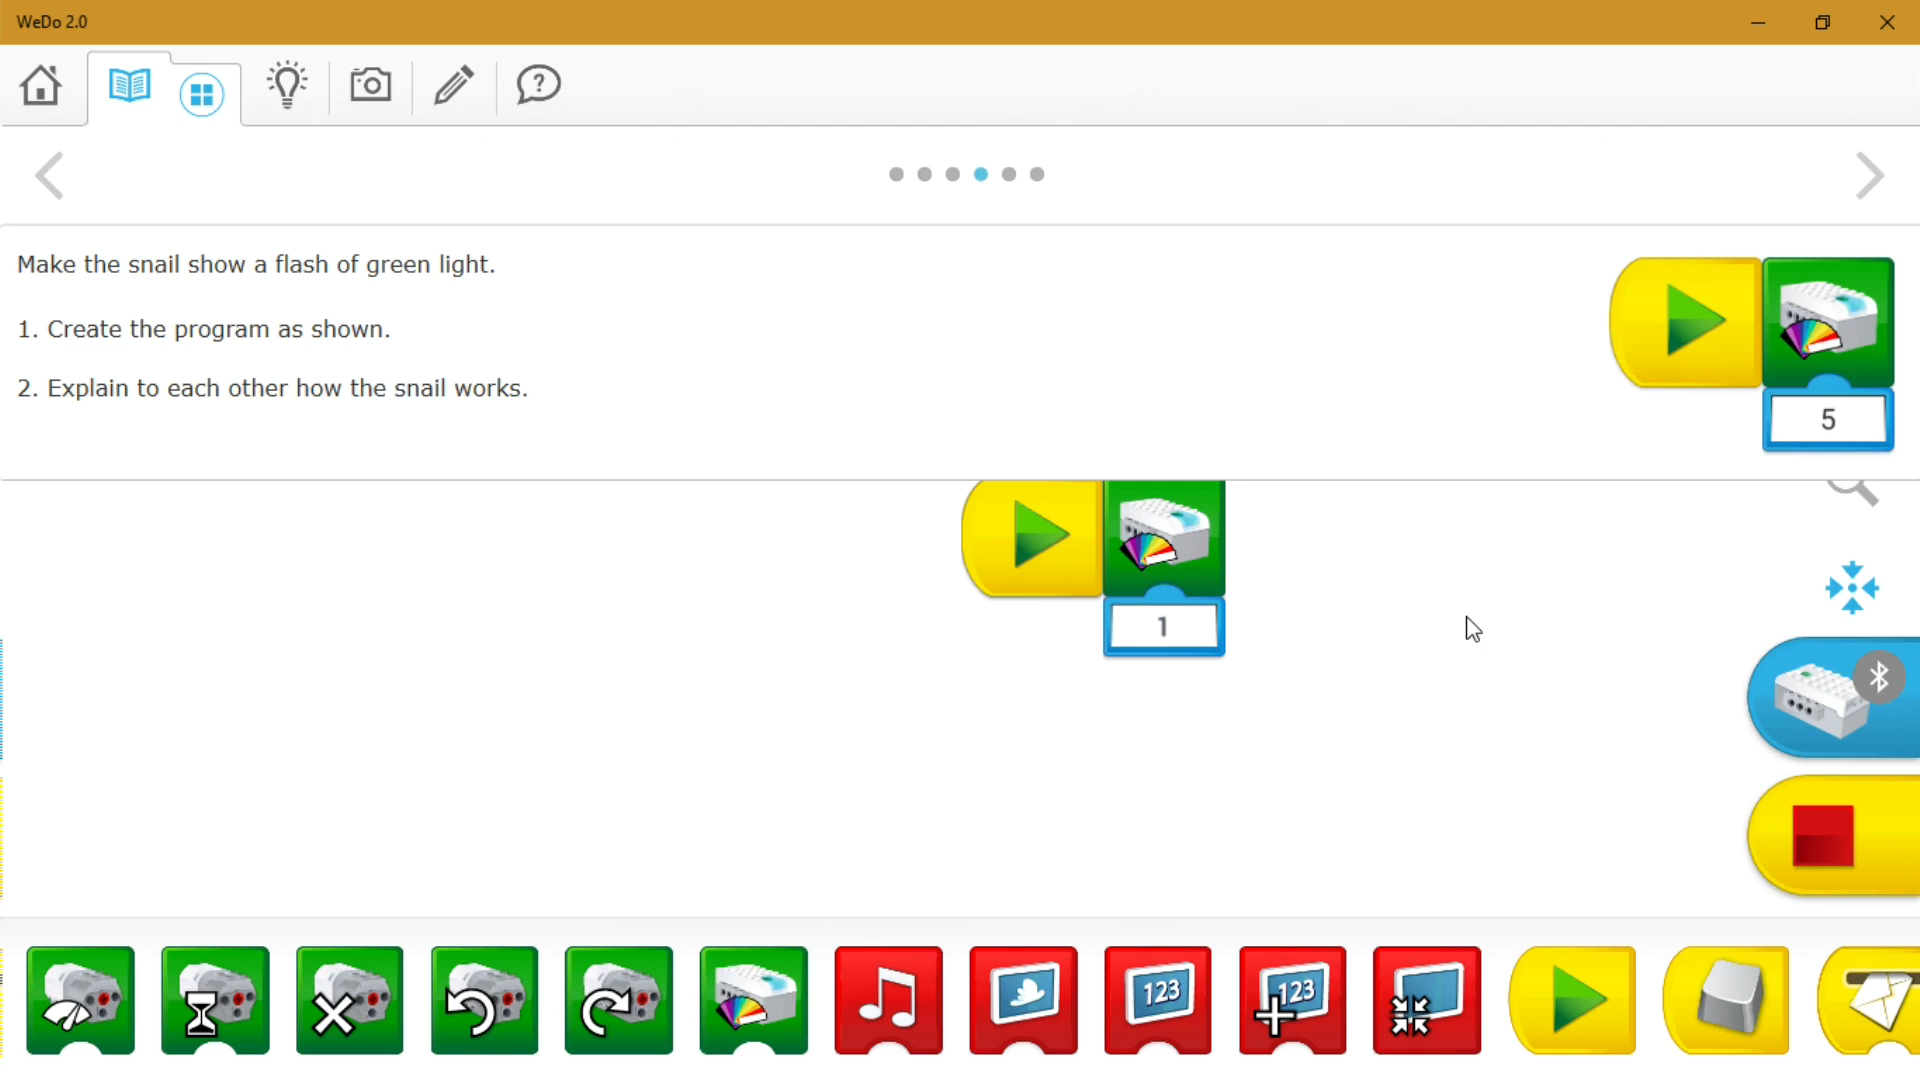 WeDo 2.0
Make the snail show a flash of green light.
1. Create the program as shown.
2. Explain to each other how the snail works.
5
1
123
123